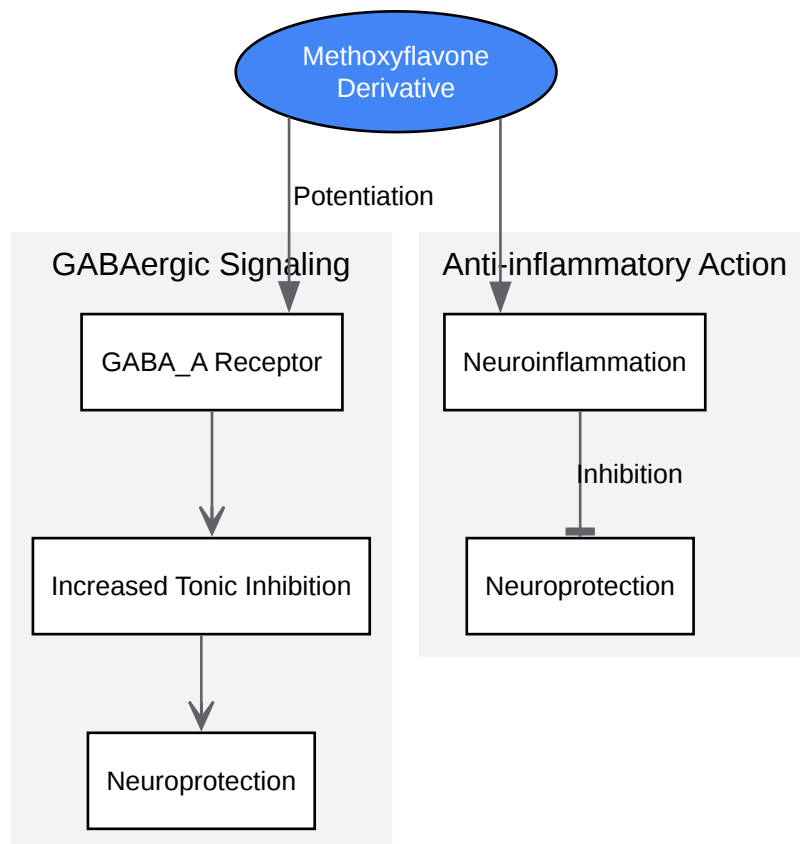 Methoxyflavone
Derivative
Potentiation
GABAergic Signaling
GABA_A Receptor
Increased Tonic Inhibition
Neuroprotection
Anti-inflammatory Action
Neuroinflammation
Inhibition
Neuroprotection